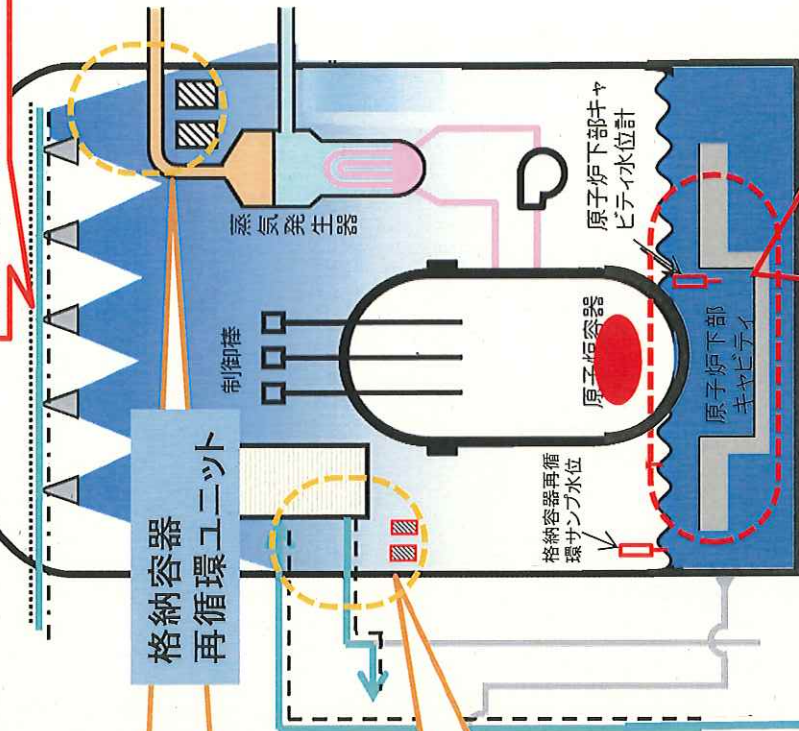 蒸気発生器
制御棒
格納容器
再循環ユニット
原子炉容器
原子炉下部キャ
ビティ水位計
原子炉下部
キャビティ
格納容器再循
環サンプ水位